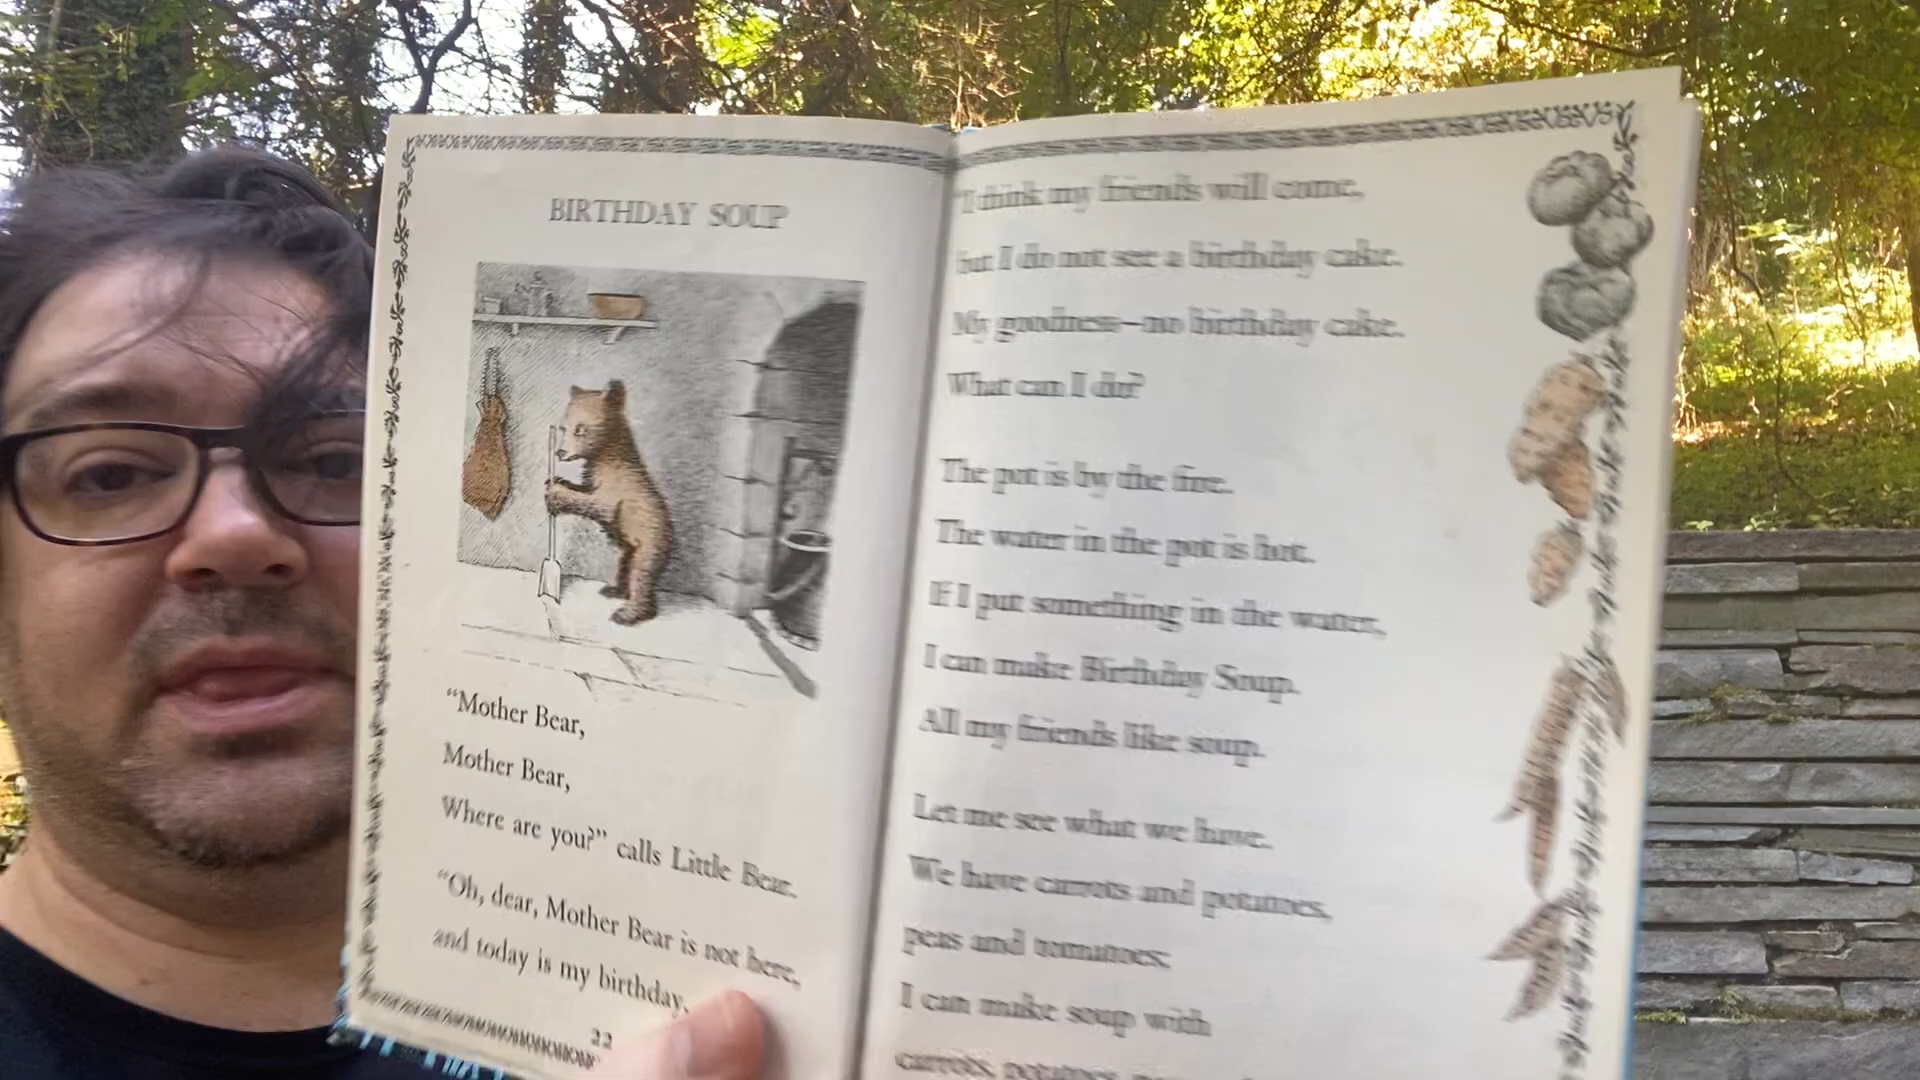 BIRTHDAY SOUP
“Mother Bear,
Mother Bear,
Where are you?” calls Little Bear.
“Oh, dear, Mother Bear is not here,
and today is my birthday.
22
“I think my friends will come,
but I do not see a birthday cake.
My goodness—no birthday cake.
What can I do?
The pot is by the fire.
The water in the pot is hot.
If I put something in the water,
I can make Birthday Soup.
All my friends like soup.
Let me see what we have.
We have carrots and potatoes,
peas and tomatoes;
I can make soup with
carrots, potatoes,